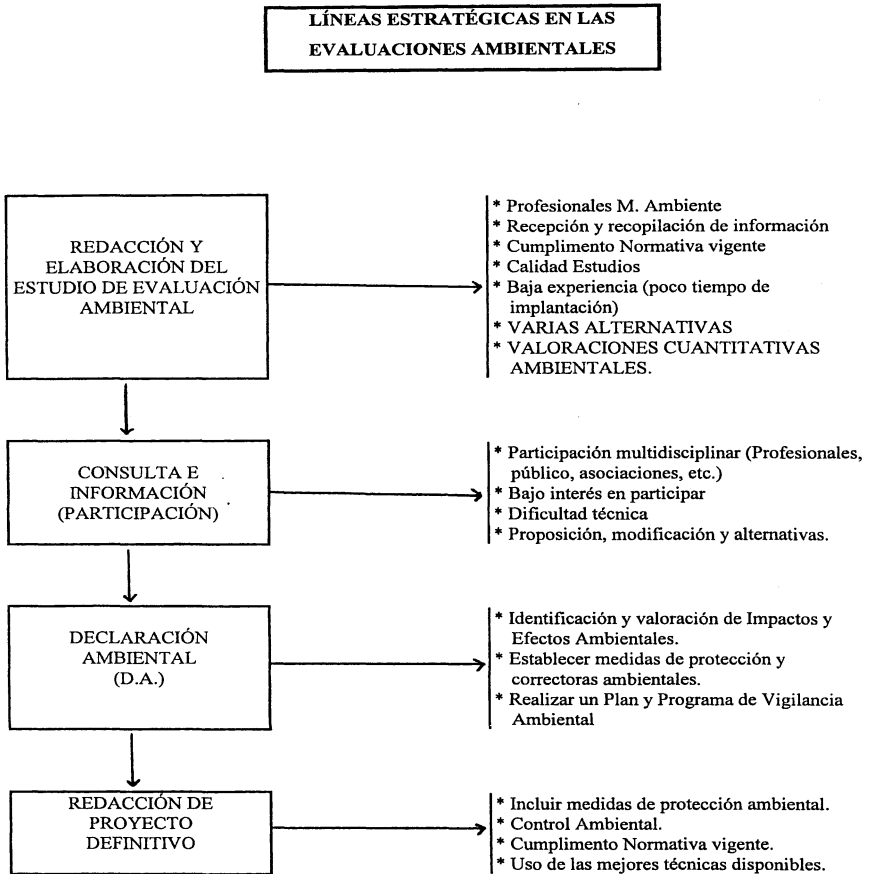 LÍNEAS ESTRATÉGICAS EN LAS
EVALUACIONES AMBIENTALES
REDACCIÓN Y
ELABORACIÓN DEL
ESTUDIO DE EVALUACIÓN
AMBIENTAL
* Profesionales M. Ambiente
* Recepción y recopilación de información
* Cumplimento Normativa vigente
* Calidad Estudios
* Baja experiencia (poco tiempo de
implantación)
* VARIAS ALTERNATIVAS
* VALORACIONES CUANTITATIVAS
AMBIENTALES.
CONSULTA E
INFORMACIÓN
(PARTICIPACIÓN)
* Participación multidisciplinar (Profesionales,
público, asociaciones, etc.)
* Bajo interés en participar
* Dificultad técnica
* Proposición, modificación y alternativas.
DECLARACIÓN
AMBIENTAL
(D.A.)
* Identificación y valoración de Impactos y
Efectos Ambientales.
* Establecer medidas de protección y
correctoras ambientales.
* Realizar un Plan y Programa de Vigilancia
Ambiental
REDACCIÓN DE
PROYECTO
DEFINITIVO
* Incluir medidas de protección ambiental.
* Control Ambiental.
* Cumplimento Normativa vigente.
* Uso de las mejores técnicas disponibles.